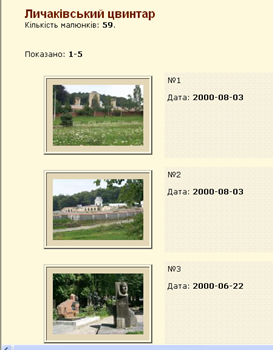 Личаківський цвинтар
Кількість малюнків: 59.
Показано: 1-5
№1
Дата: 2000-08-03
№2
Дата: 2000-08-03
№3
Дата: 2000-06-22